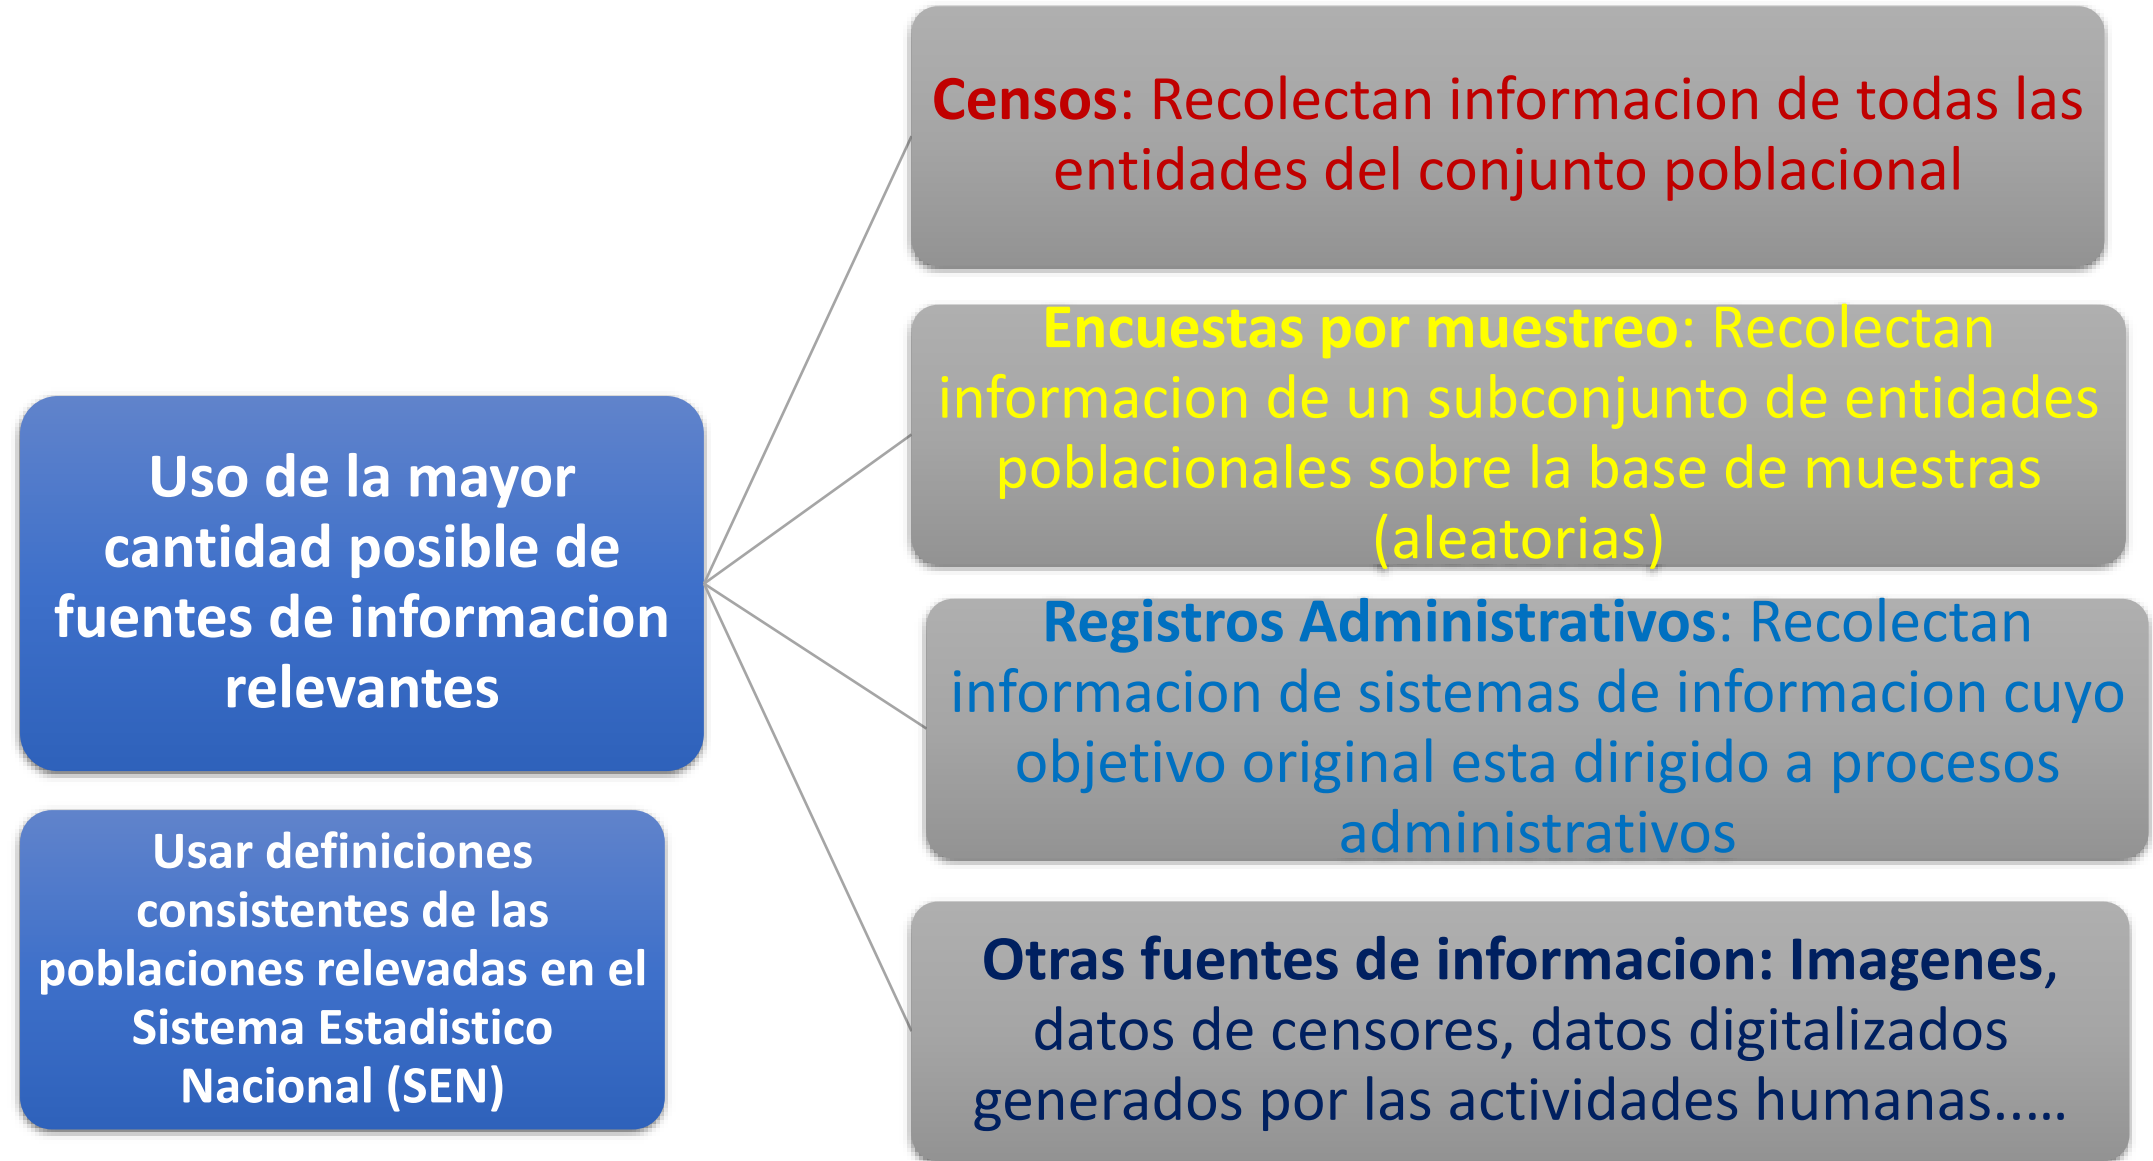 Uso de la mayor
cantidad posible de
fuentes de informacion
relevantes
Usar definiciones
consistentes de las
poblaciones relevadas en el
Sistema Estadistico
Nacional (SEN)
Censos: Recolectan informacion de todas las
entidades del conjunto poblacional
Encuestas por muestreo: Recolectan
informacion de un subconjunto de entidades
poblacionales sobre la base de muestras
(aleatorias)
Registros Administrativos: Recolectan
informacion de sistemas de informacion cuyo
objetivo original esta dirigido a procesos
administrativos
Otras fuentes de informacion: Imagenes,
datos de censores, datos digitalizados
generados por las actividades humanas.....